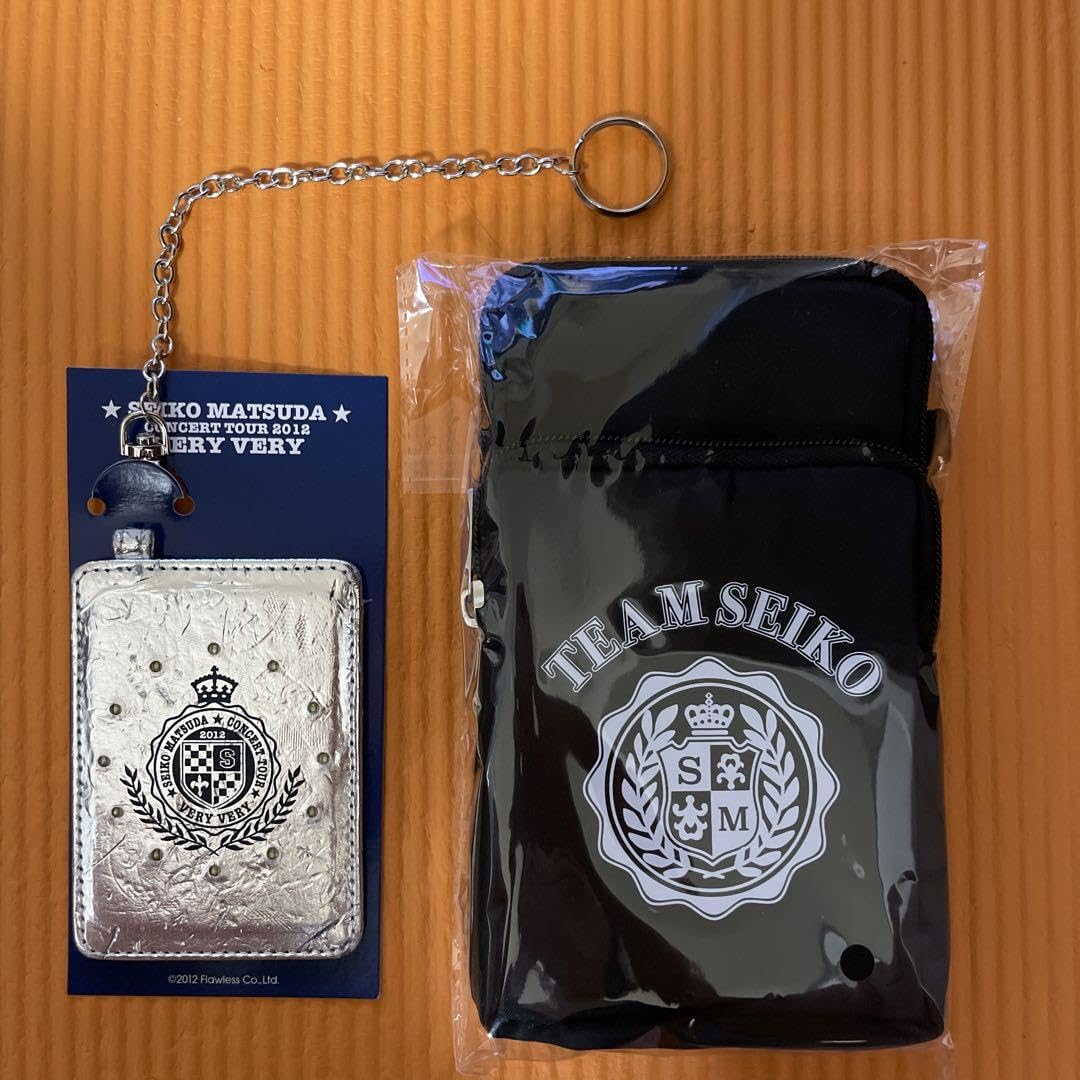 ★ SEIKO MATSUDA ★
CONCERT TOUR 2012
VERY VERY
SEIKO MATSUDA ★ CONCERT TOUR
2012
S
★ VERY VERY ★
©2012 Flawless Co.,Ltd.
TEAM SEIKO
S
M